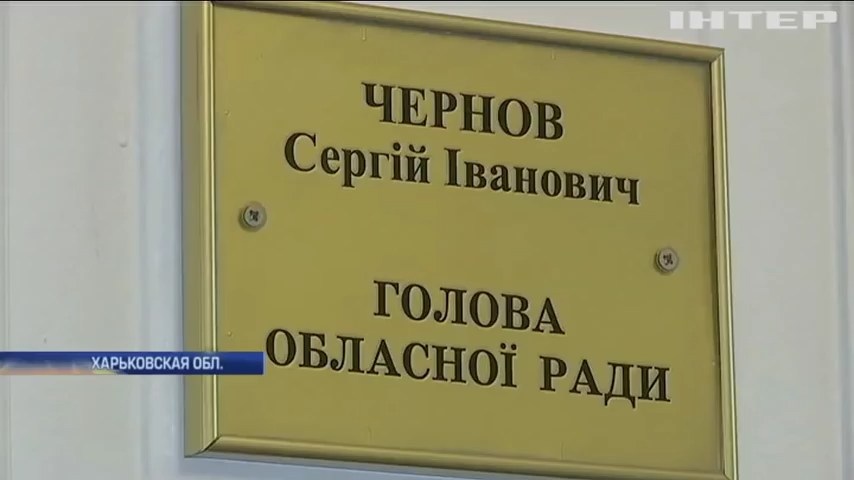 ІНТЕР
ЧЕРНОВ
Сергій Іванович
ГОЛОВА
ОБЛАСНОЇ РАДИ
ХАРЬКОВСКАЯ ОБЛ.